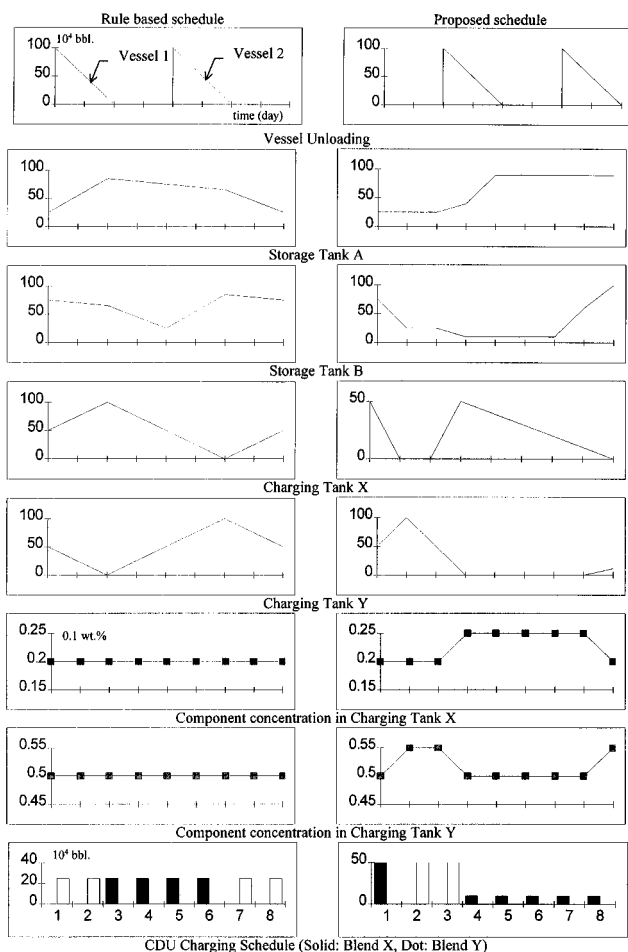 Rule based schedule
Proposed schedule
100 10⁴ bbl.
Vessel 1
Vessel 2
50
0
time (day)
100
50
0
Vessel Unloading
100
50
0
100
50
0
Storage Tank A
100
50
0
100
50
0
Storage Tank B
100
50
0
50
0
Charging Tank X
100
50
0
100
50
0
Charging Tank Y
0.25
0.1 wt.%
0.2
0.15
0.25
0.2
0.15
Component concentration in Charging Tank X
0.55
0.5
0.45
0.55
0.5
0.45
Component concentration in Charging Tank Y
40 10⁴ bbl.
20
0
1 2 3 4 5 6 7 8
50
0
1 2 3 4 5 6 7 8
CDU Charging Schedule (Solid: Blend X, Dot: Blend Y)